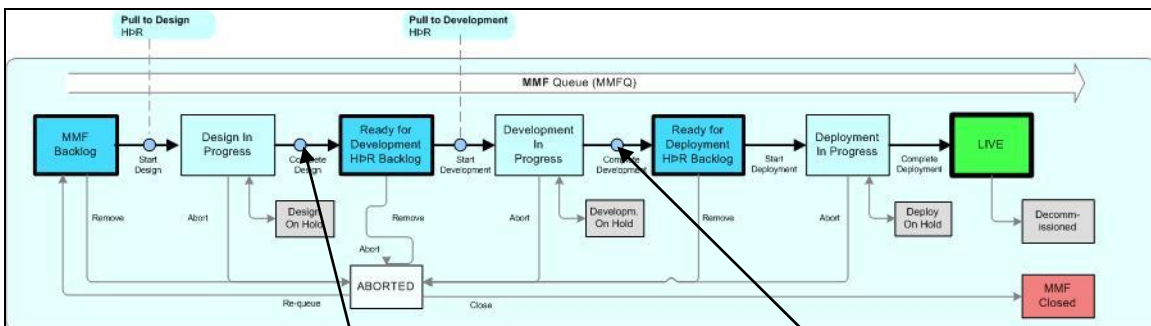 Pull to Design
HÞR
Pull to Development
HÞR
MMF Queue (MMFQ)
MMF
Backlog
Start
Design
Design In
Progress
Complete
Design
Ready for
Development
HÞR Backlog
Start
Development
Development
In
Progress
Complete
Development
Ready for
Deployment
HÞR Backlog
Start
Deployment
Deployment
In Progress
Complete
Deployment
LIVE
Remove
Abort
Design
On Hold
Remove
Abort
Abort
Developm.
On Hold
Remove
Abort
Deploy
On Hold
Decomm-
issioned
ABORTED
Re-queue
Close
MMF
Closed